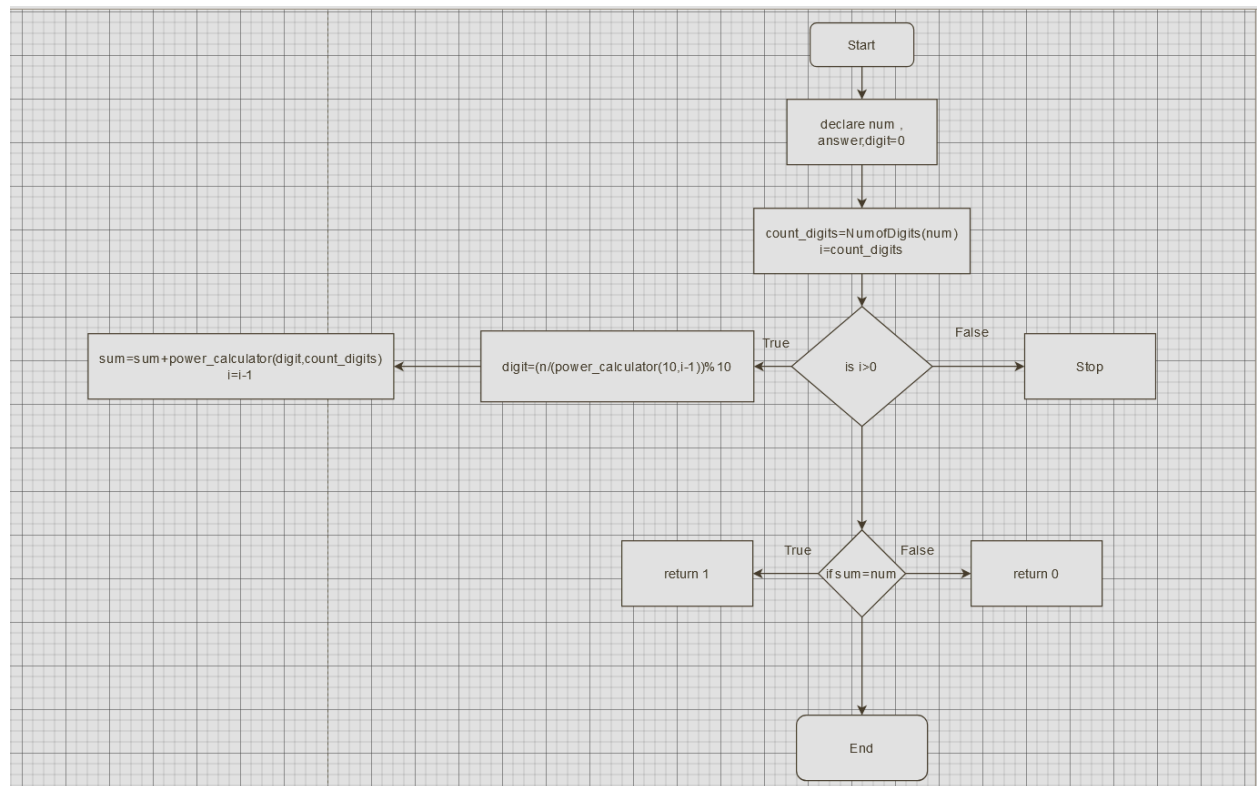 Start
declare num ,
answer,digit=0
count_digits=NumofDigits(num)
i=count_digits
is i>0
True
False
digit=(n/(power_calculator(10,i-1))%10
sum=sum+power_calculator(digit,count_digits)
i=i-1
Stop
if sum=num
True
False
return 1
return 0
End